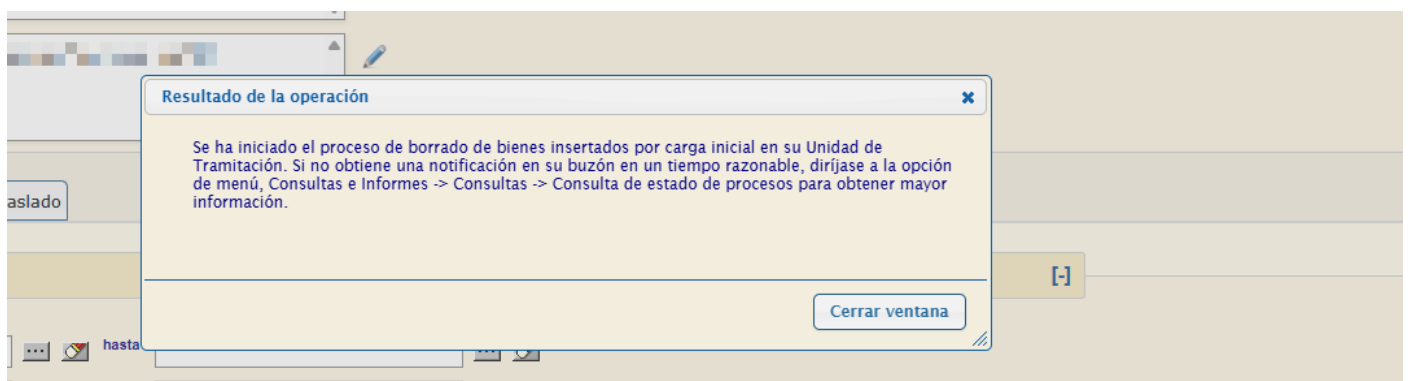 Resultado de la operación
Se ha iniciado el proceso de borrado de bienes insertados por carga inicial en su Unidad de
Tramitación. Si no obtiene una notificación en su buzón en un tiempo razonable, diríjase a la opción
de menú, Consultas e Informes -> Consultas -> Consulta de estado de procesos para obtener mayor
información.
aslado
[-]
Cerrar ventana
hasta